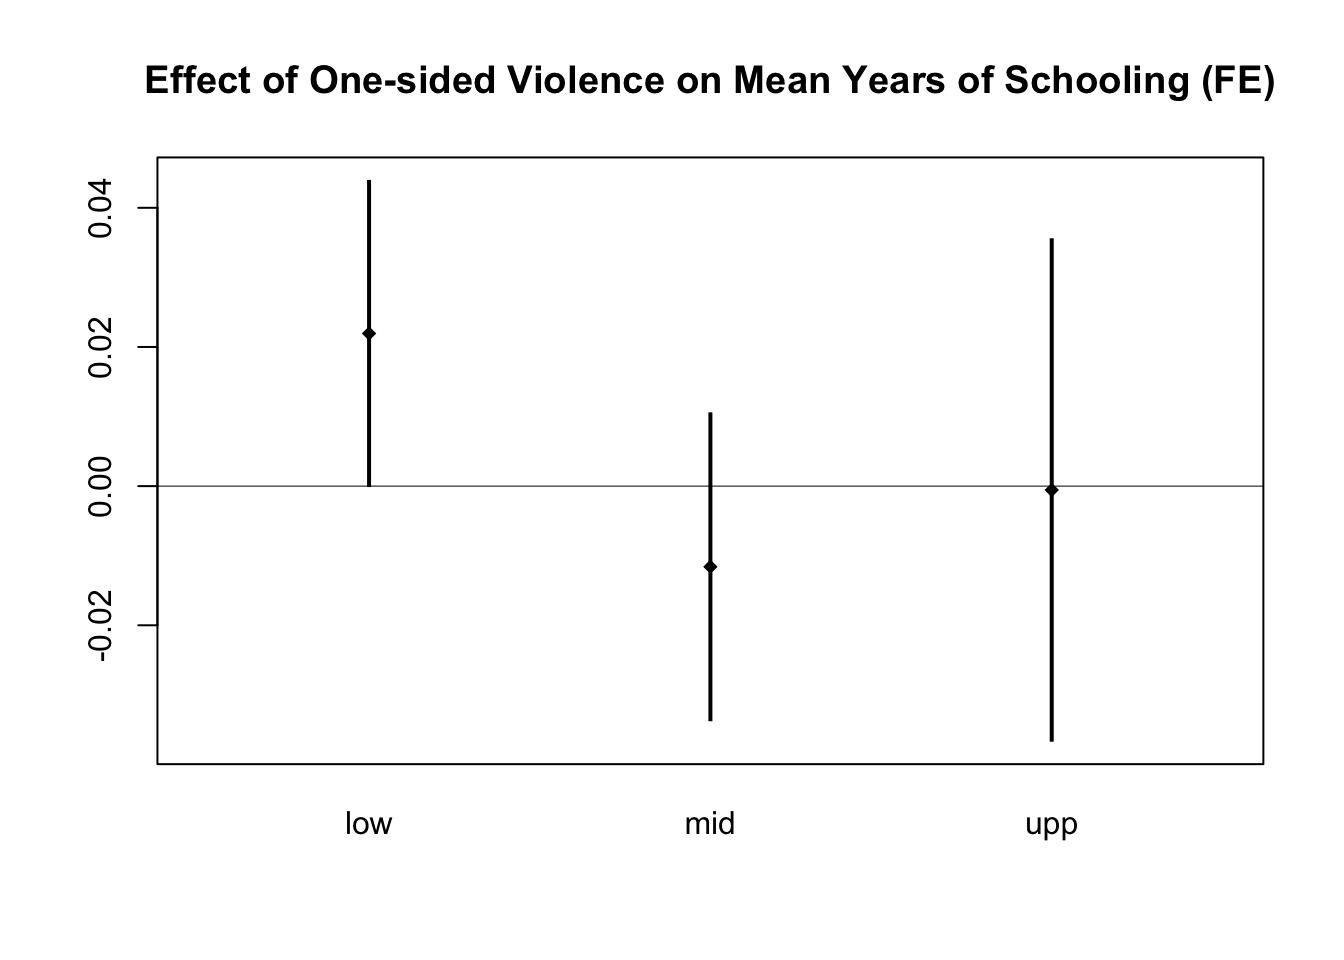 Effect of One-sided Violence on Mean Years of Schooling (FE)
0.04
0.02
0.00
-0.02
low mid upp